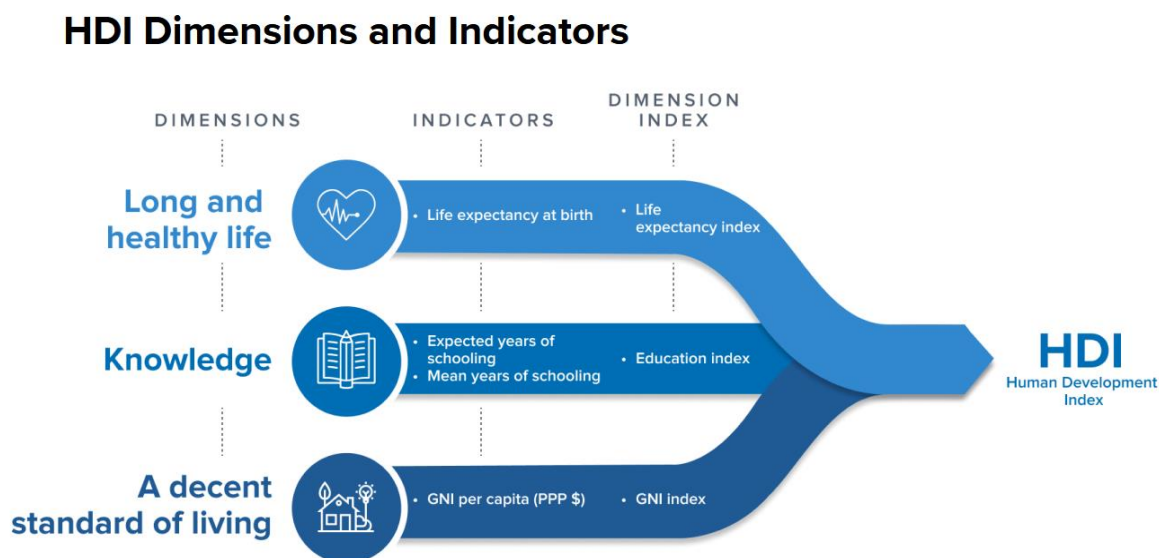 HDI Dimensions and Indicators
DIMENSIONS
INDICATORS
DIMENSION
INDEX
Long and
healthy life
• Life expectancy at birth
• Life
expectancy index
Knowledge
• Expected years of
schooling
• Mean years of schooling
• Education index
HDI
Human Development
Index
A decent
standard of living
• GNI per capita (PPP $)
• GNI index